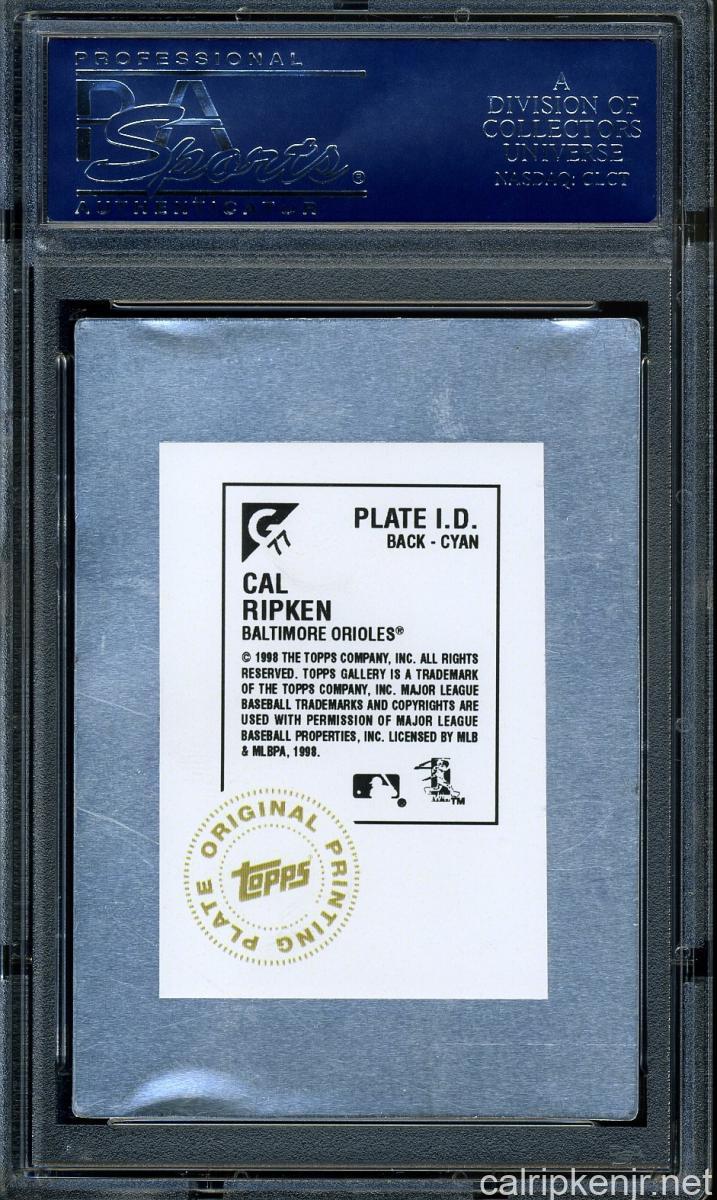 PROFESSIONAL
PSA
Sports®
AUTHENTICATOR
A
DIVISION OF
COLLECTORS
UNIVERSE
NASDAQ: CLCT
G 77
PLATE I.D.
BACK - CYAN
CAL
RIPKEN
BALTIMORE ORIOLES®
© 1998 THE TOPPS COMPANY, INC. ALL RIGHTS
RESERVED. TOPPS GALLERY IS A TRADEMARK
OF THE TOPPS COMPANY, INC. MAJOR LEAGUE
BASEBALL TRADEMARKS AND COPYRIGHTS ARE
USED WITH PERMISSION OF MAJOR LEAGUE
BASEBALL PROPERTIES, INC. LICENSED BY MLB
& MLBPA, 1998.
® TM
ORIGINAL PRINTING PLATE
topps
calripkenjr.net